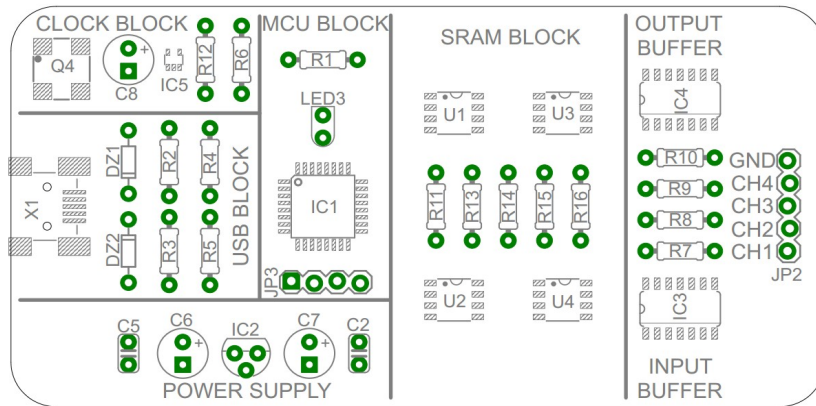 CLOCK BLOCK
Q4
+
C8
IC5
R12
R6
MCU BLOCK
R1
LED3
IC1
JP3
SRAM BLOCK
U1
U3
R11
R13
R14
R15
R16
U2
U4
OUTPUT
BUFFER
IC4
R10
R9
R8
R7
GND
CH4
CH3
CH2
CH1
JP2
IC3
INPUT
BUFFER
X1
DZ1
DZ2
R2
R4
R3
R5
USB BLOCK
C5
C6
+
IC2
C7
+
C2
POWER SUPPLY